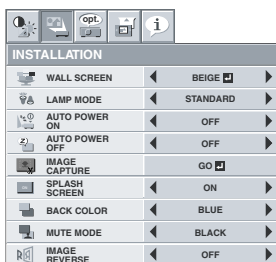 opt.
i
INSTALLATION
WALL SCREEN BEIGE
LAMP MODE STANDARD
AUTO POWER
ON OFF
AUTO POWER
OFF OFF
IMAGE
CAPTURE GO
SPLASH
SCREEN ON
BACK COLOR BLUE
MUTE MODE BLACK
IMAGE
REVERSE OFF